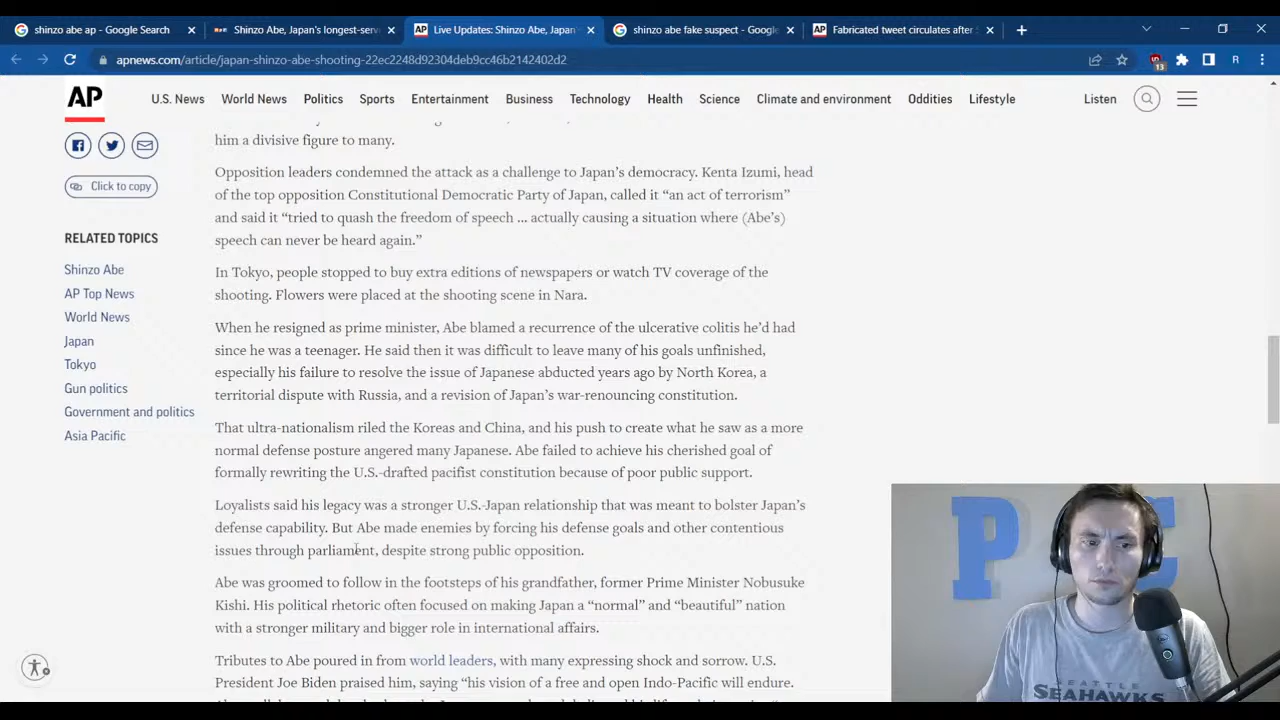 shinzo abe ap - Google Search
Shinzo Abe, Japan's longest-serv
AP Live Updates: Shinzo Abe, Japan'
shinzo abe fake suspect - Google
AP Fabricated tweet circulates after
apnews.com/article/japan-shinzo-abe-shooting-22ec2248d92304deb9cc46b2147402d2
13
R
AP
U.S. News World News Politics Sports Entertainment Business Technology Health Science Climate and environment Oddities Lifestyle Listen
Click to copy
RELATED TOPICS
Shinzo Abe
AP Top News
World News
Japan
Tokyo
Gun politics
Government and politics
Asia Pacific
him a divisive figure to many.
Opposition leaders condemned the attack as a challenge to Japan’s democracy. Kenta Izumi, head
of the top opposition Constitutional Democratic Party of Japan, called it “an act of terrorism”
and said it “tried to quash the freedom of speech ... actually causing a situation where (Abe’s)
speech can never be heard again.”
In Tokyo, people stopped to buy extra editions of newspapers or watch TV coverage of the
shooting. Flowers were placed at the shooting scene in Nara.
When he resigned as prime minister, Abe blamed a recurrence of the ulcerative colitis he’d had
since he was a teenager. He said then it was difficult to leave many of his goals unfinished,
especially his failure to resolve the issue of Japanese abducted years ago by North Korea, a
territorial dispute with Russia, and a revision of Japan’s war-renouncing constitution.
That ultra-nationalism riled the Koreas and China, and his push to create what he saw as a more
normal defense posture angered many Japanese. Abe failed to achieve his cherished goal of
formally rewriting the U.S.-drafted pacifist constitution because of poor public support.
Loyalists said his legacy was a stronger U.S.-Japan relationship that was meant to bolster Japan’s
defense capability. But Abe made enemies by forcing his defense goals and other contentious
issues through parliament, despite strong public opposition.
Abe was groomed to follow in the footsteps of his grandfather, former Prime Minister Nobusuke
Kishi. His political rhetoric often focused on making Japan a “normal” and “beautiful” nation
with a stronger military and bigger role in international affairs.
Tributes to Abe poured in from world leaders, with many expressing shock and sorrow. U.S.
President Joe Biden praised him, saying “his vision of a free and open Indo-Pacific will endure.
P C
SEATTLE
SEAHAWKS